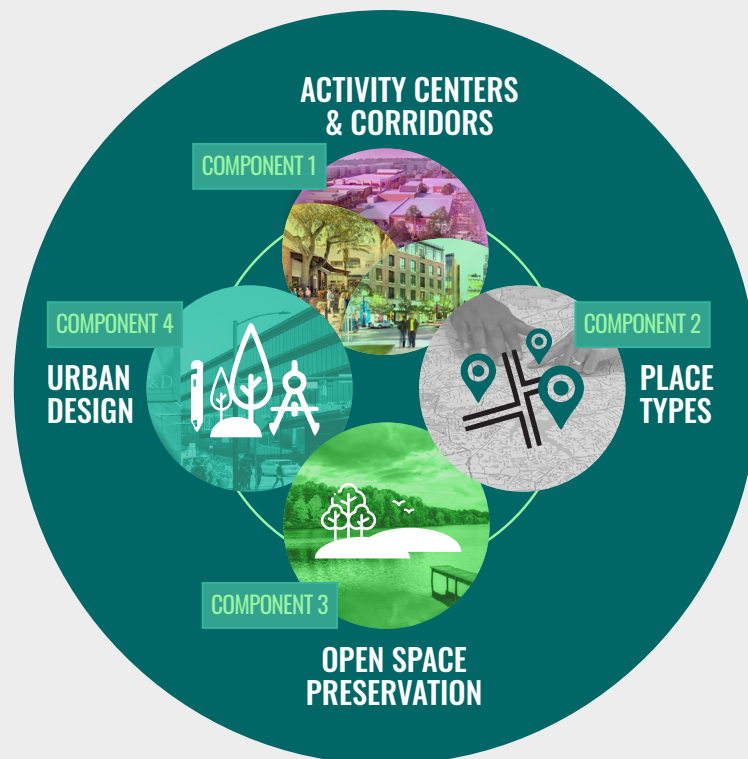 ACTIVITY CENTERS
& CORRIDORS
COMPONENT 1
COMPONENT 4
URBAN
DESIGN
COMPONENT 2
PLACE
TYPES
COMPONENT 3
OPEN SPACE
PRESERVATION